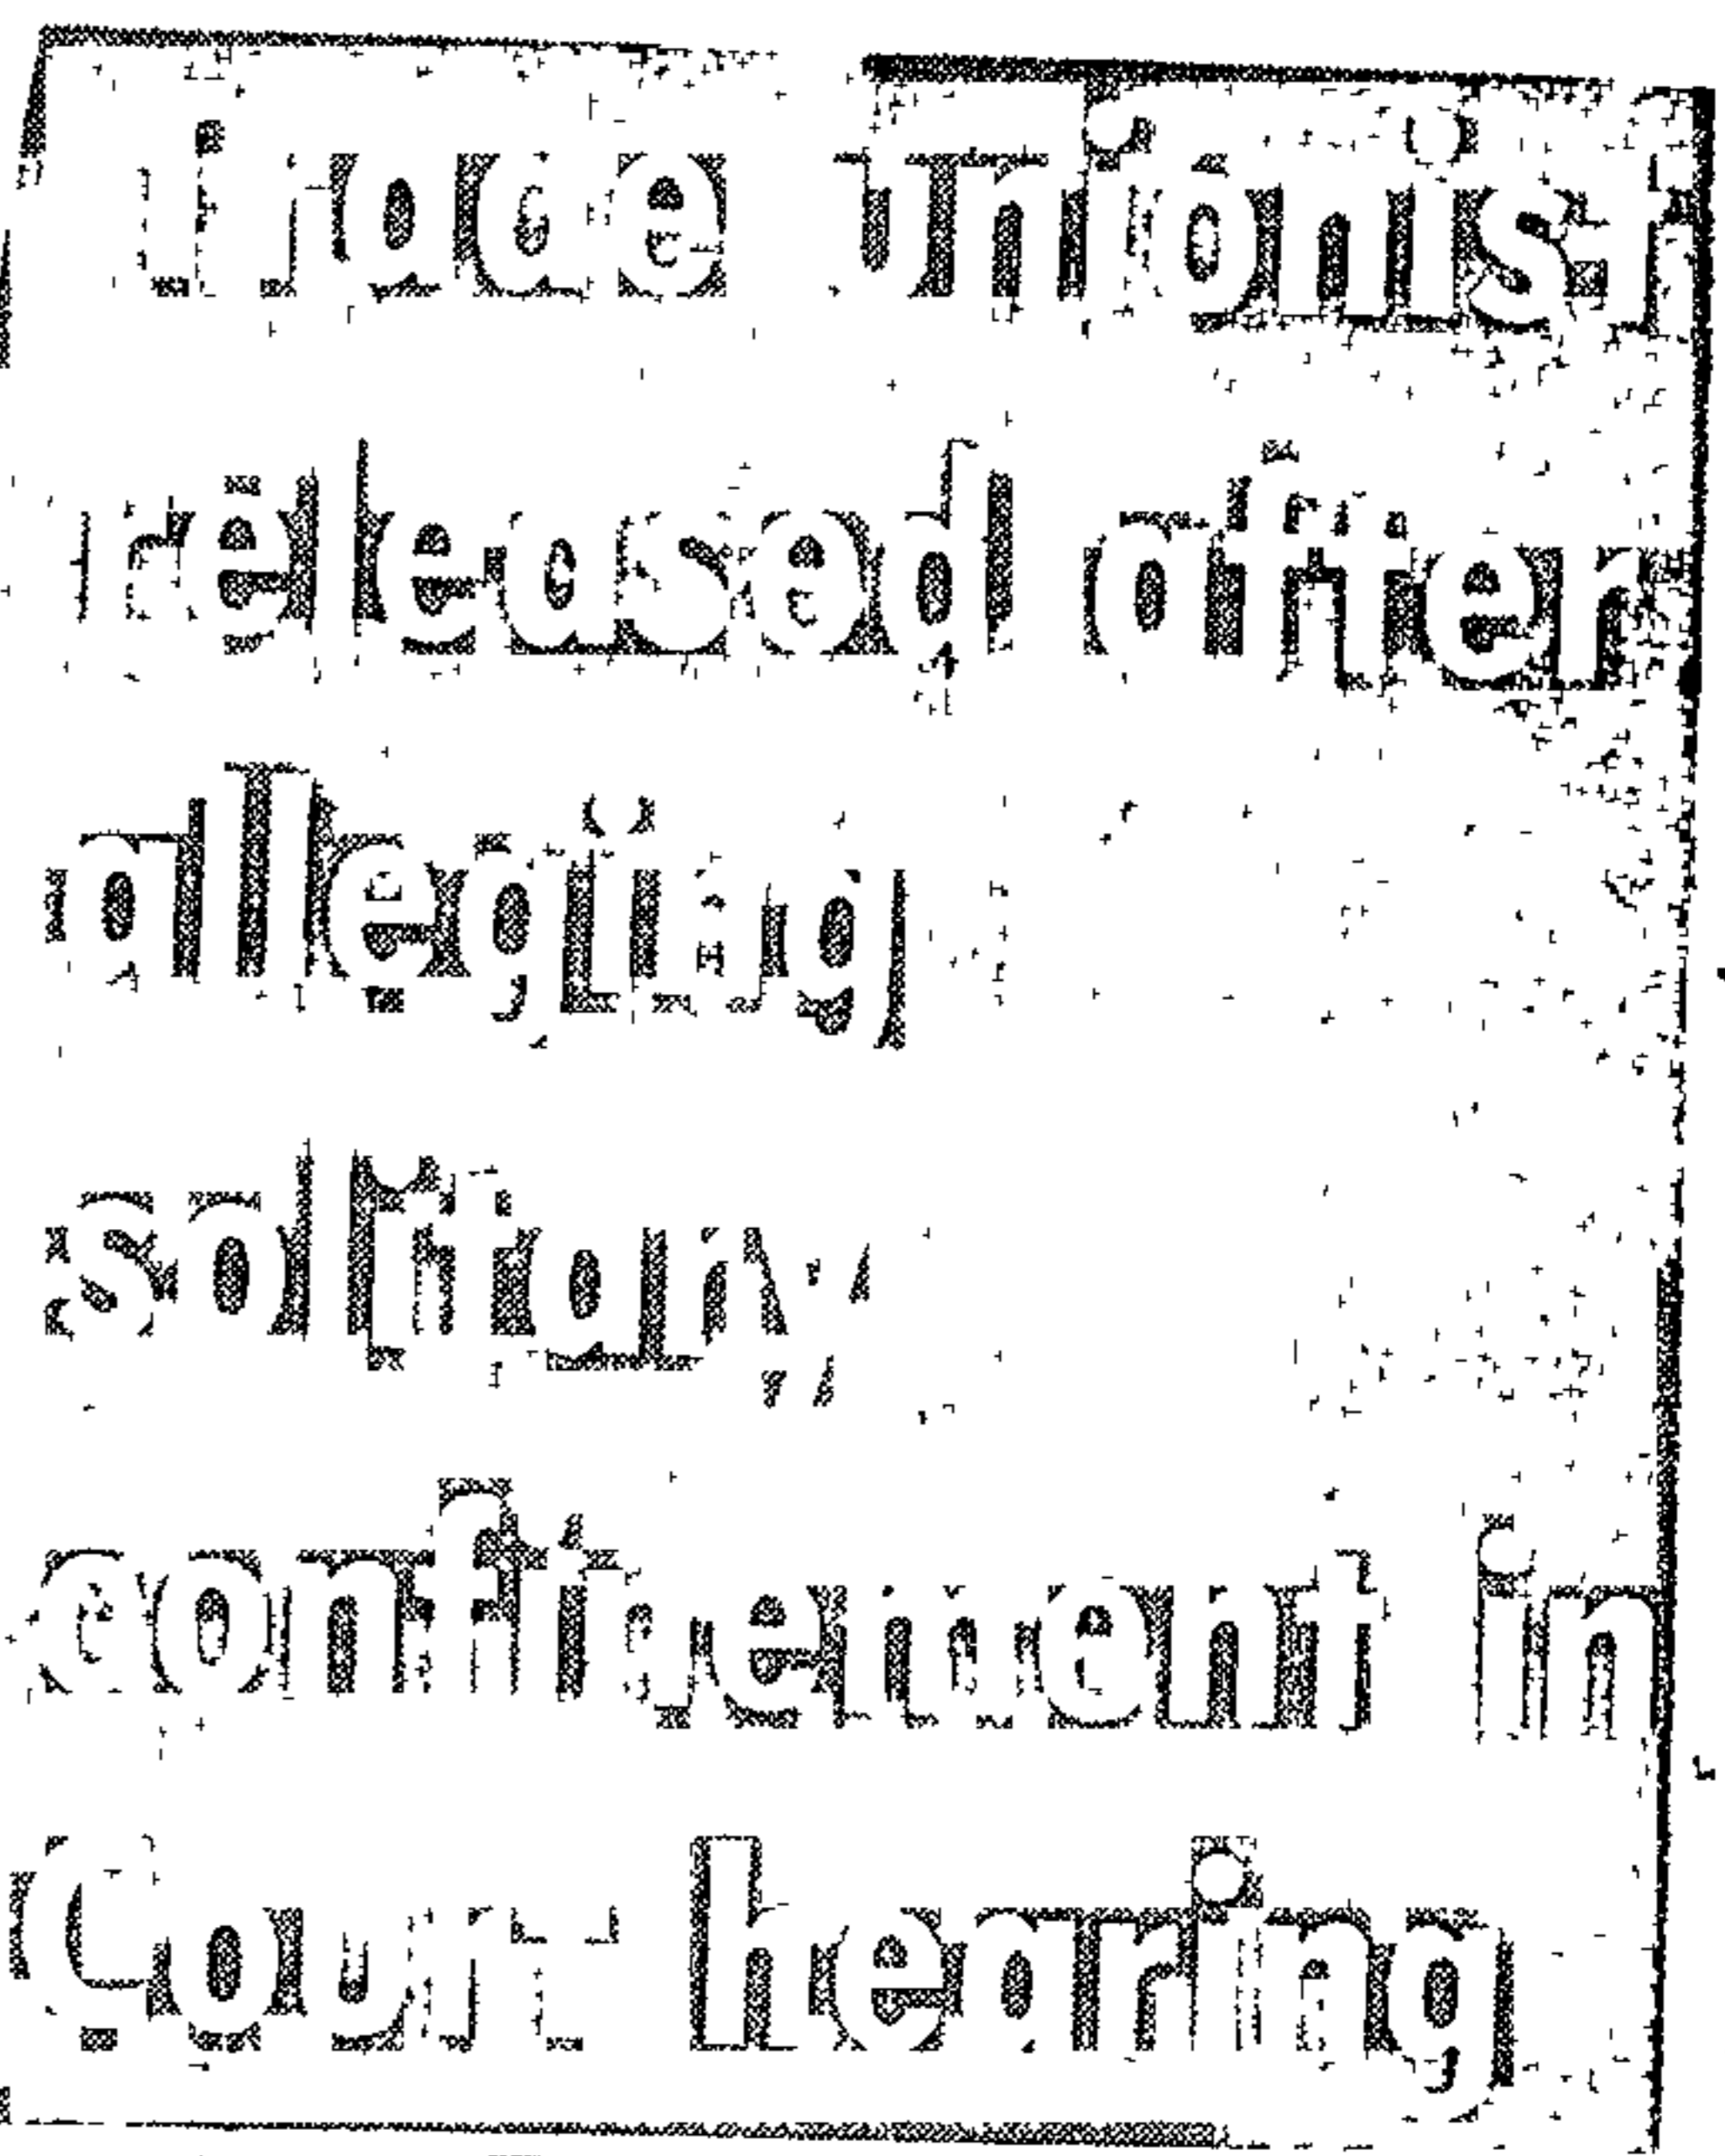 Trade unionist
released after
alleging
solitary
confinement in
Court hearing